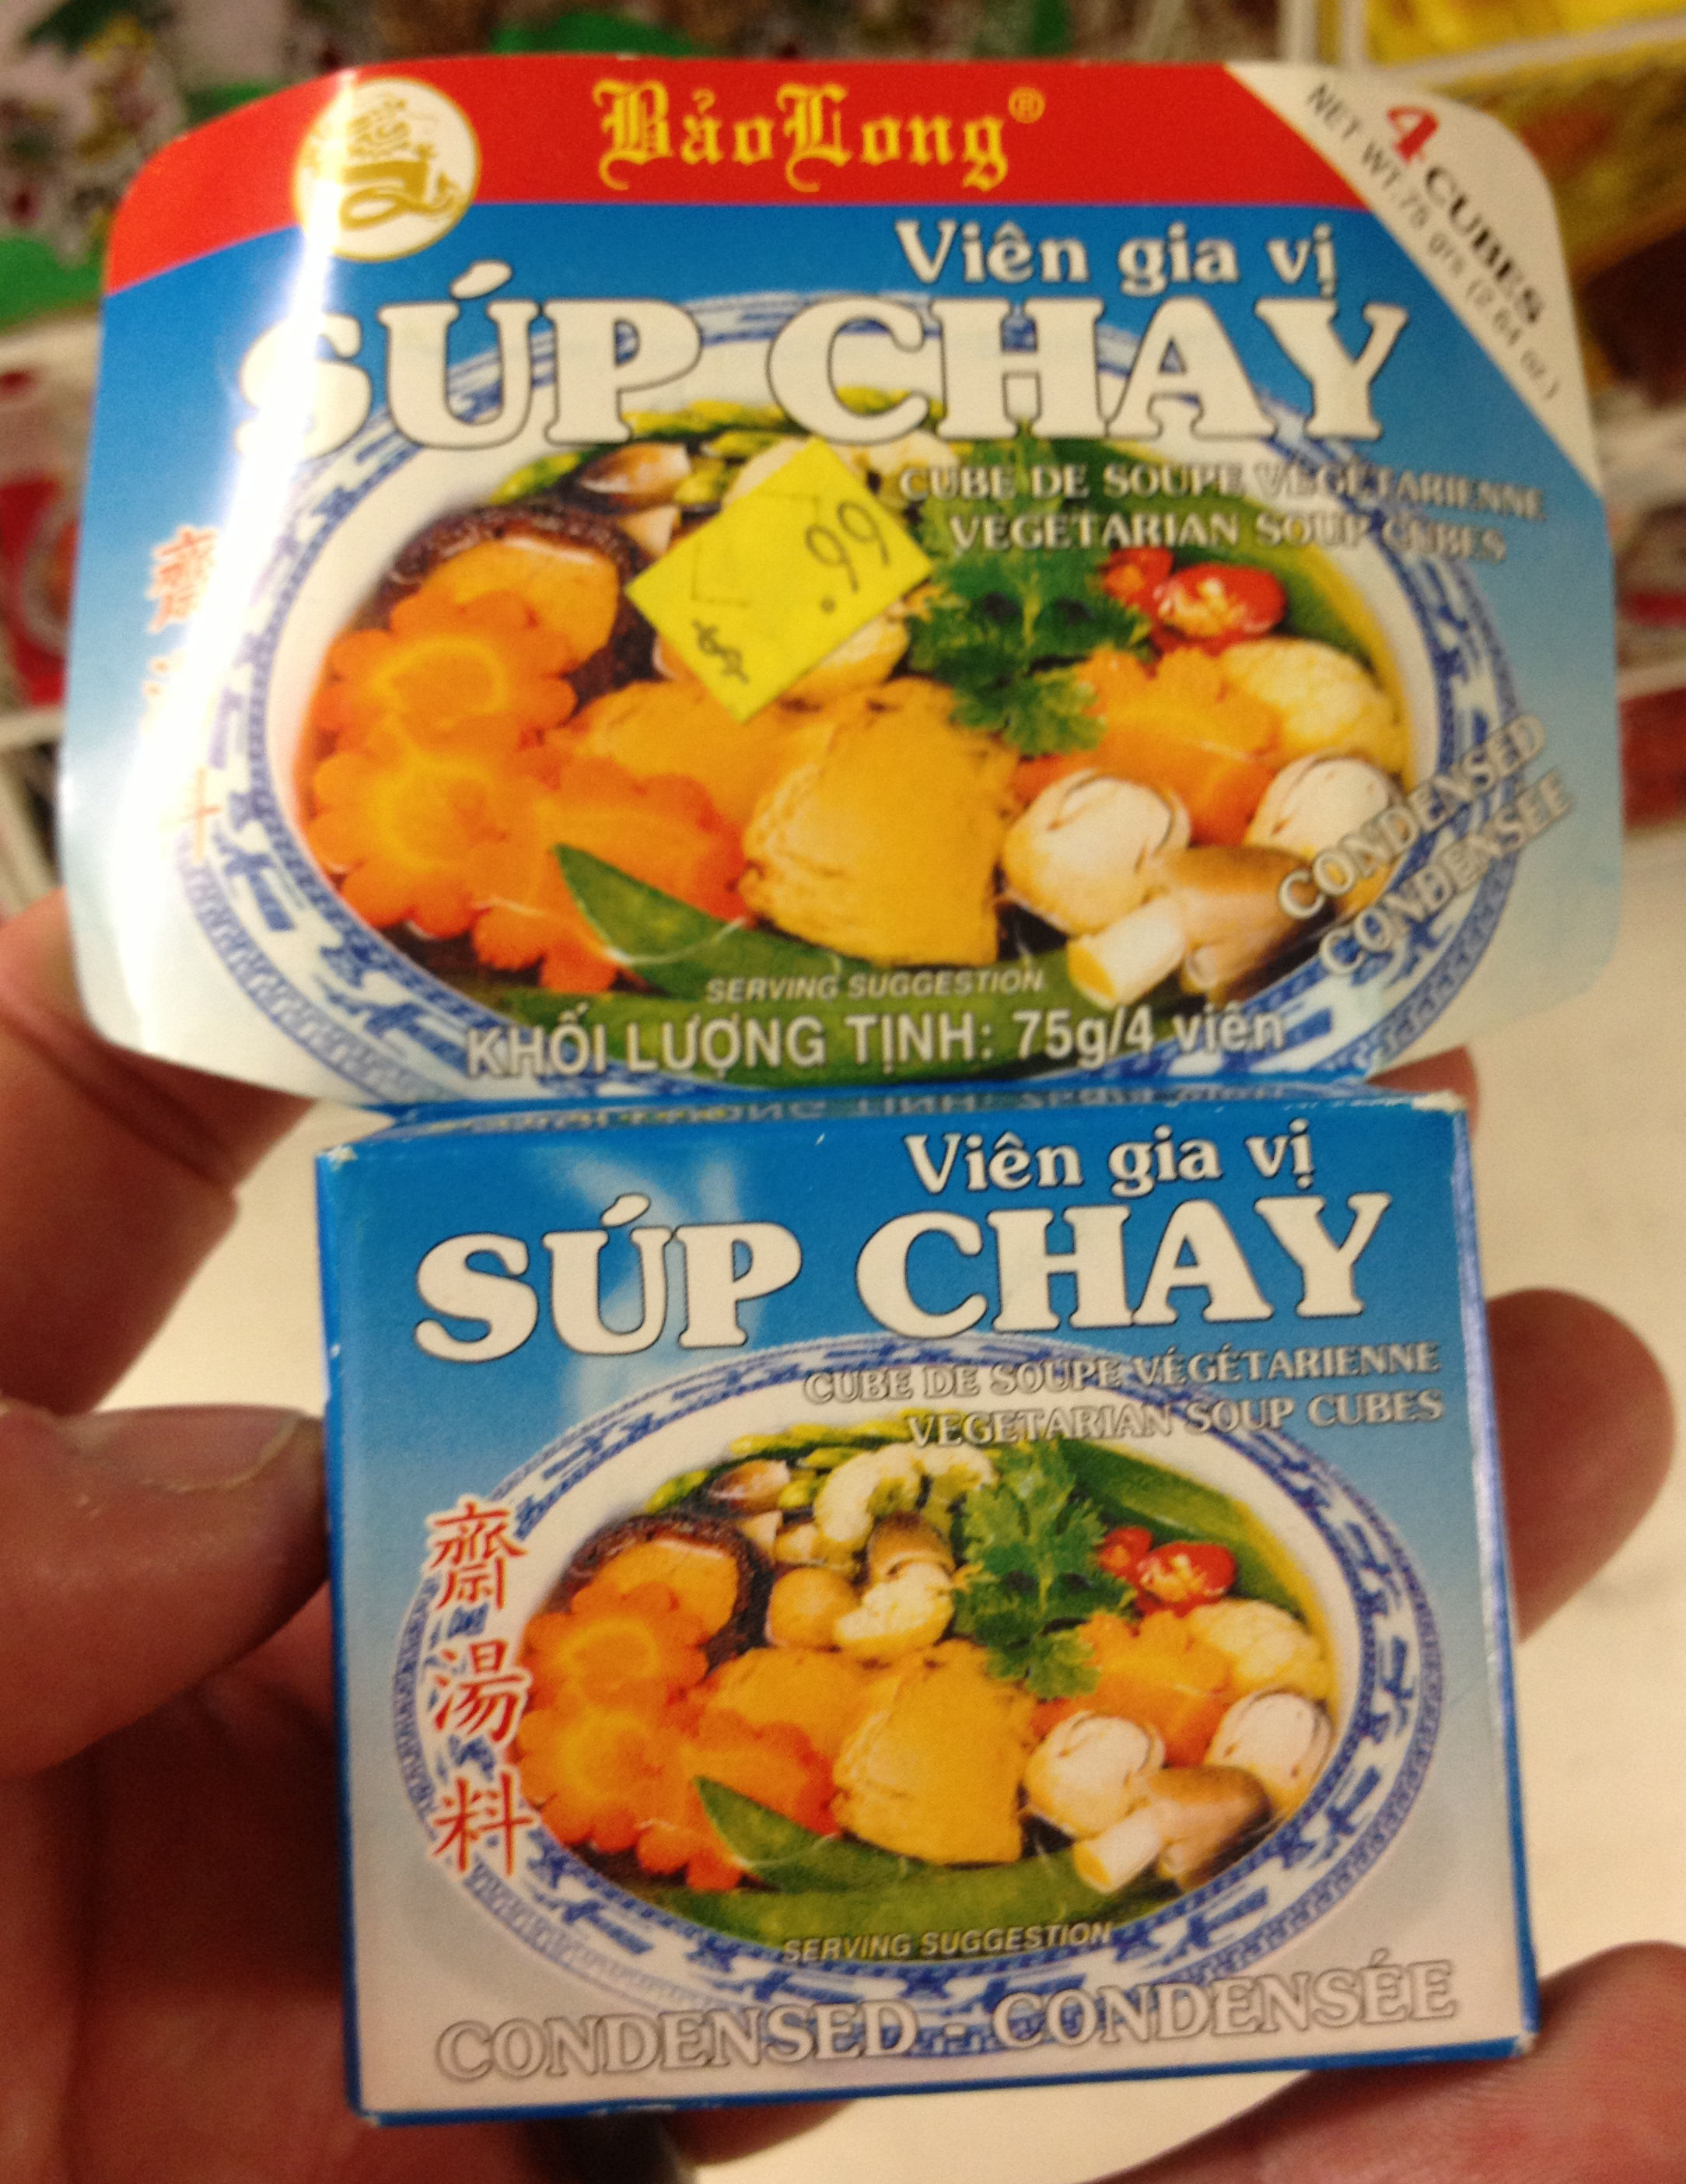 BảoLong®
4 CUBES
NET WT.75 grs (2.64 oz.)
Viên gia vị
SÚP CHAY
CUBE DE SOUPE VÉGÉTARIENNE
VEGETARIAN SOUP CUBES
$ .99
齋
CONDENSED
CONDENSÉE
SERVING SUGGESTION
KHỐI LƯỢNG TỊNH: 75g/4 viên
Viên gia vị
SÚP CHAY
CUBE DE SOUPE VÉGÉTARIENNE
VEGETARIAN SOUP CUBES
齋湯料
SERVING SUGGESTION
CONDENSED - CONDENSÉE